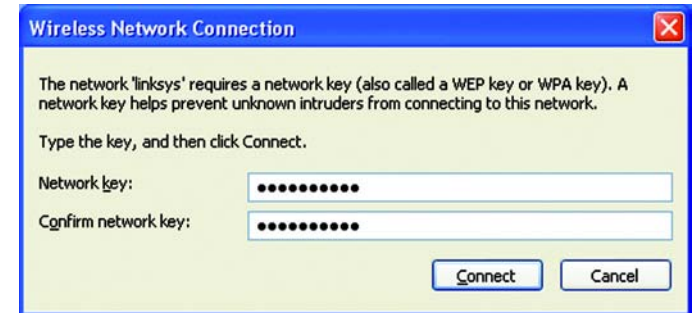 Wireless Network Connection
The network 'linksys' requires a network key (also called a WEP key or WPA key). A
network key helps prevent unknown intruders from connecting to this network.
Type the key, and then click Connect.
Network key: ●●●●●●●●●●
Confirm network key: ●●●●●●●●●●
Connect Cancel